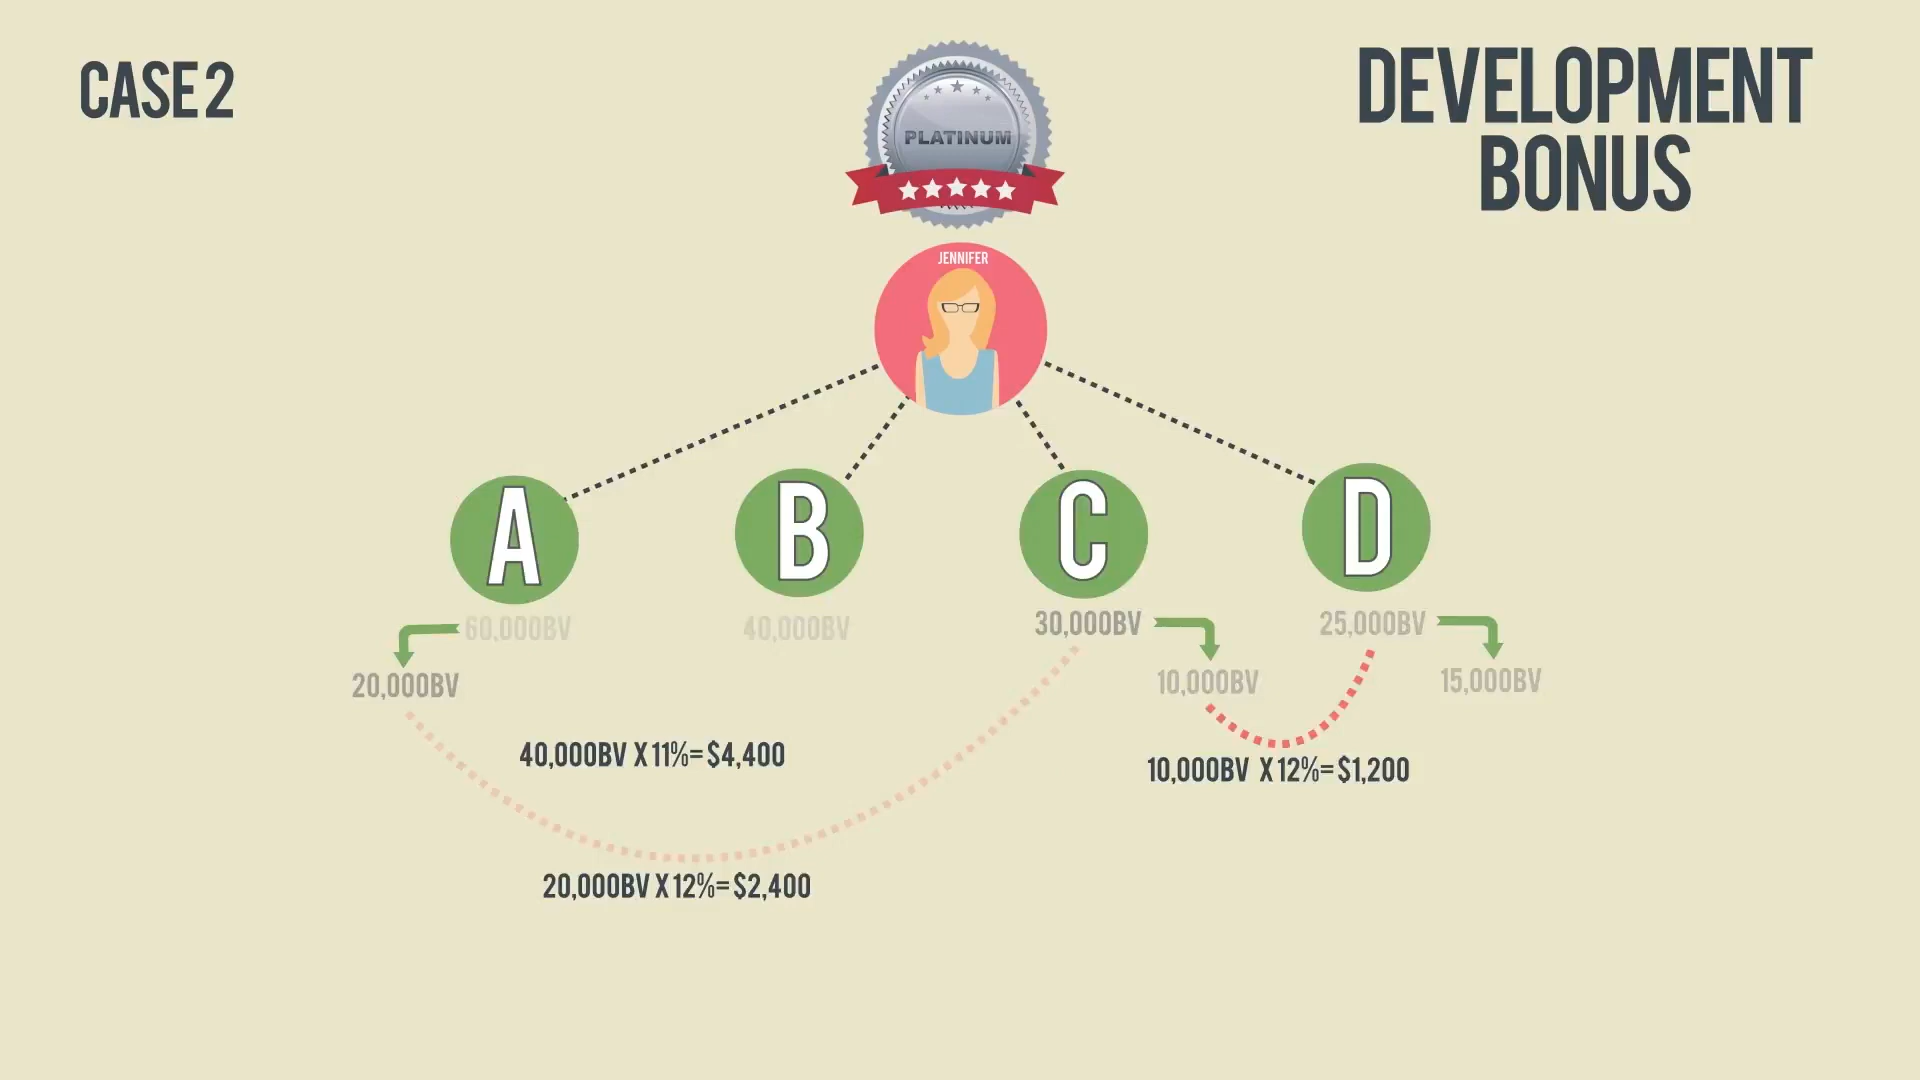 CASE 2
DEVELOPMENT
BONUS
PLATINUM
JENNIFER
A
B
C
D
60,000BV
40,000BV
30,000BV
25,000BV
20,000BV
10,000BV
15,000BV
40,000BV X 11%= $4,400
10,000BV X 12%= $1,200
20,000BV X 12%= $2,400